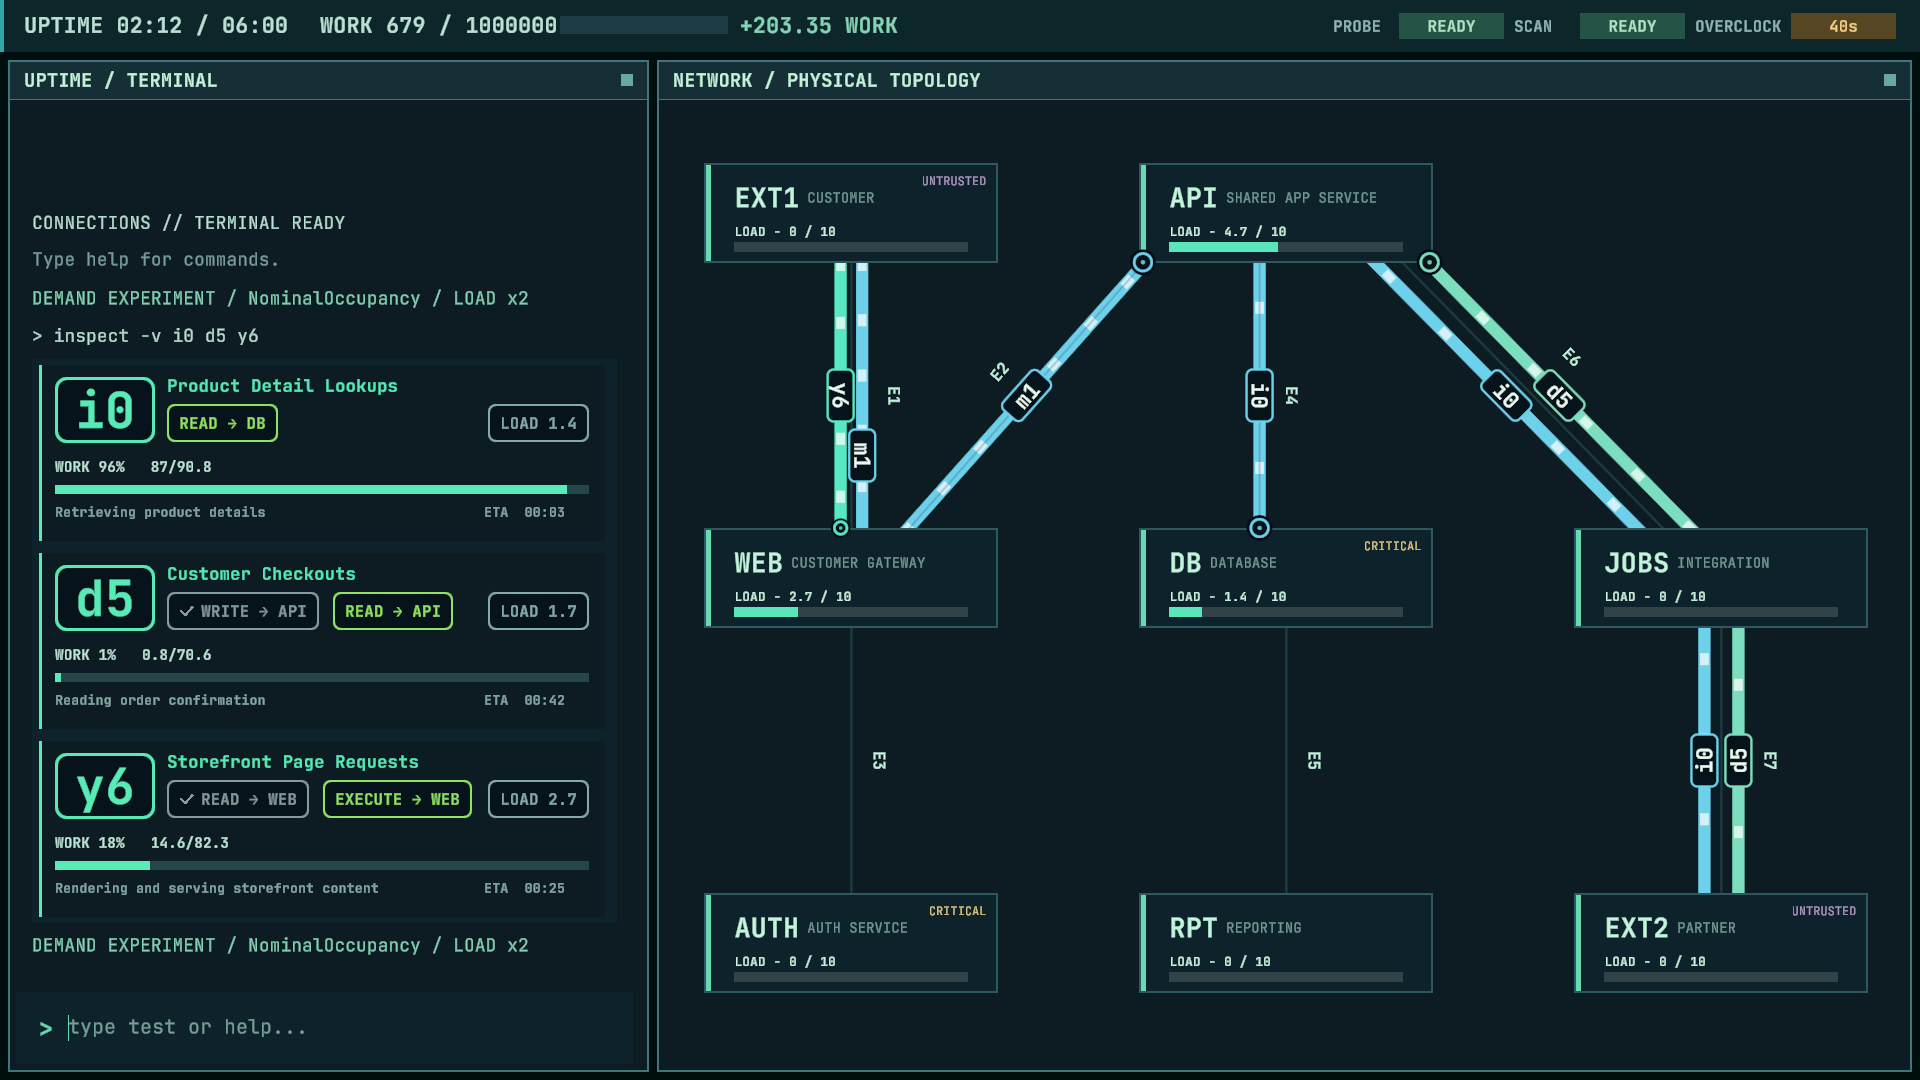 UPTIME 02:12 / 06:00 WORK 679 / 1000000 +203.35 WORK PROBE READY SCAN READY OVERCLOCK 40s
UPTIME / TERMINAL
CONNECTIONS // TERMINAL READY
Type help for commands.
DEMAND EXPERIMENT / NominalOccupancy / LOAD x2
> inspect -v i0 d5 y6
i0 Product Detail Lookups
READ → DB LOAD 1.4
WORK 96% 87/90.8
Retrieving product details ETA 00:03
d5 Customer Checkouts
✓ WRITE → API READ → API LOAD 1.7
WORK 1% 0.8/70.6
Reading order confirmation ETA 00:42
y6 Storefront Page Requests
✓ READ → WEB EXECUTE → WEB LOAD 2.7
WORK 18% 14.6/82.3
Rendering and serving storefront content ETA 00:25
DEMAND EXPERIMENT / NominalOccupancy / LOAD x2
> type test or help...
NETWORK / PHYSICAL TOPOLOGY
UNTRUSTED
EXT1 CUSTOMER
LOAD - 0 / 10
API SHARED APP SERVICE
LOAD - 4.7 / 10
y6
m1
E1
E2
m1
i0
E4
i0
d5
E6
WEB CUSTOMER GATEWAY
LOAD - 2.7 / 10
CRITICAL
DB DATABASE
LOAD - 1.4 / 10
JOBS INTEGRATION
LOAD - 0 / 10
E3
E5
i0
d5
E7
CRITICAL
AUTH AUTH SERVICE
LOAD - 0 / 10
RPT REPORTING
LOAD - 0 / 10
UNTRUSTED
EXT2 PARTNER
LOAD - 0 / 10